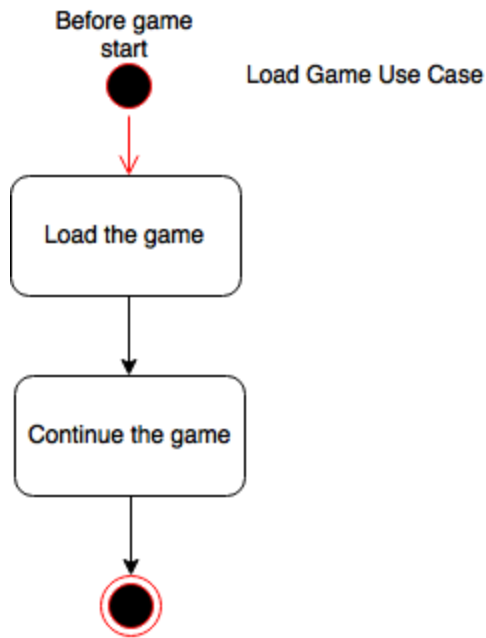 Before game
start
Load Game Use Case
Load the game
Continue the game